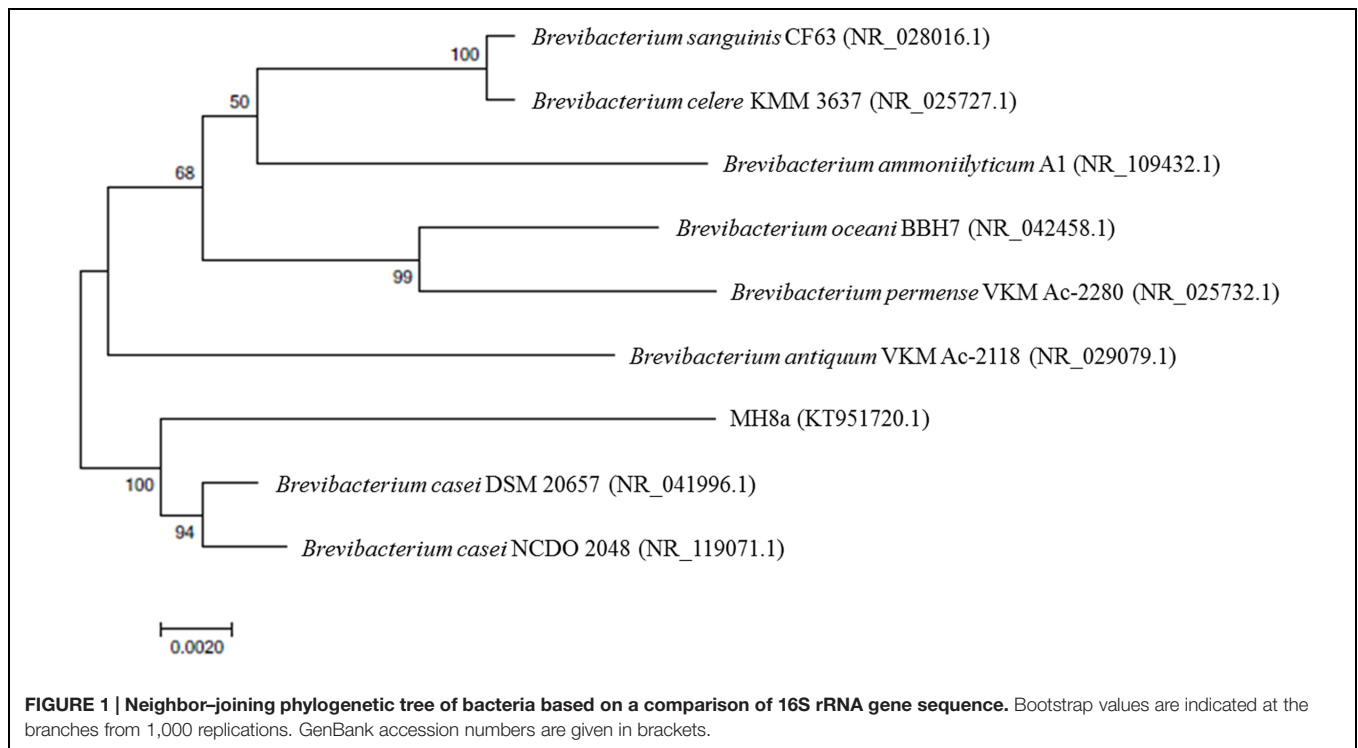 Brevibacterium sanguinis CF63 (NR_028016.1)
100
Brevibacterium celere KMM 3637 (NR_025727.1)
50
Brevibacterium ammoniilyticum A1 (NR_109432.1)
68
Brevibacterium oceani BBH7 (NR_042458.1)
99
Brevibacterium permense VKM Ac-2280 (NR_025732.1)
Brevibacterium antiquum VKM Ac-2118 (NR_029079.1)
MH8a (KT951720.1)
100
Brevibacterium casei DSM 20657 (NR_041996.1)
94
Brevibacterium casei NCDO 2048 (NR_119071.1)
0.0020
FIGURE 1 | Neighbor–joining phylogenetic tree of bacteria based on a comparison of 16S rRNA gene sequence. Bootstrap values are indicated at the
branches from 1,000 replications. GenBank accession numbers are given in brackets.